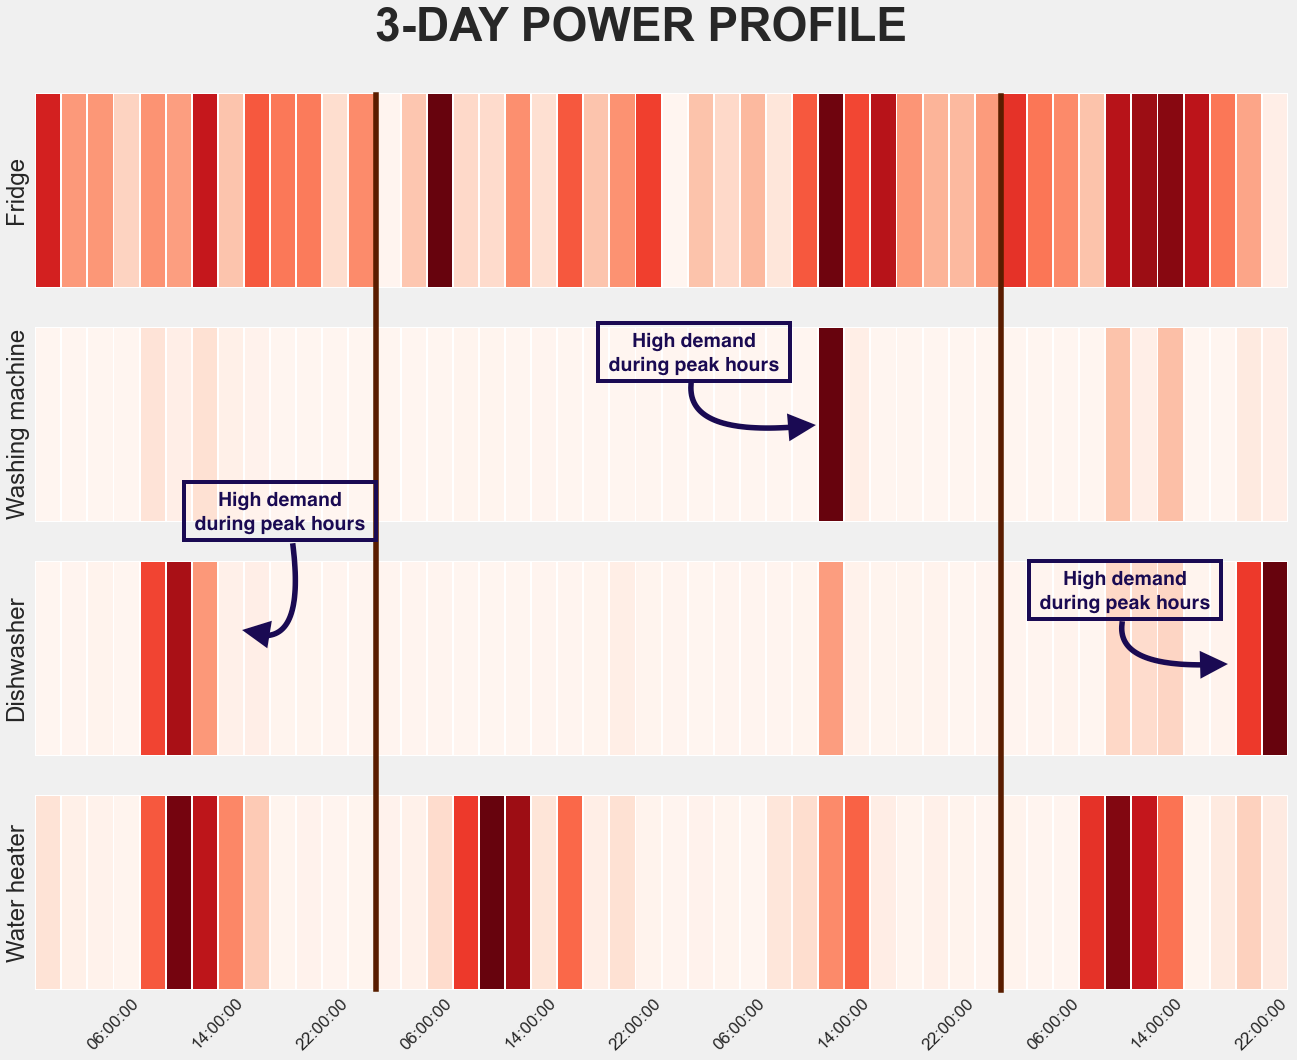 3-DAY POWER PROFILE
Fridge
Washing machine
High demand
during peak hours
High demand
during peak hours
Dishwasher
High demand
during peak hours
Water heater
06:00:00
14:00:00
22:00:00
06:00:00
14:00:00
22:00:00
06:00:00
14:00:00
22:00:00
06:00:00
14:00:00
22:00:00